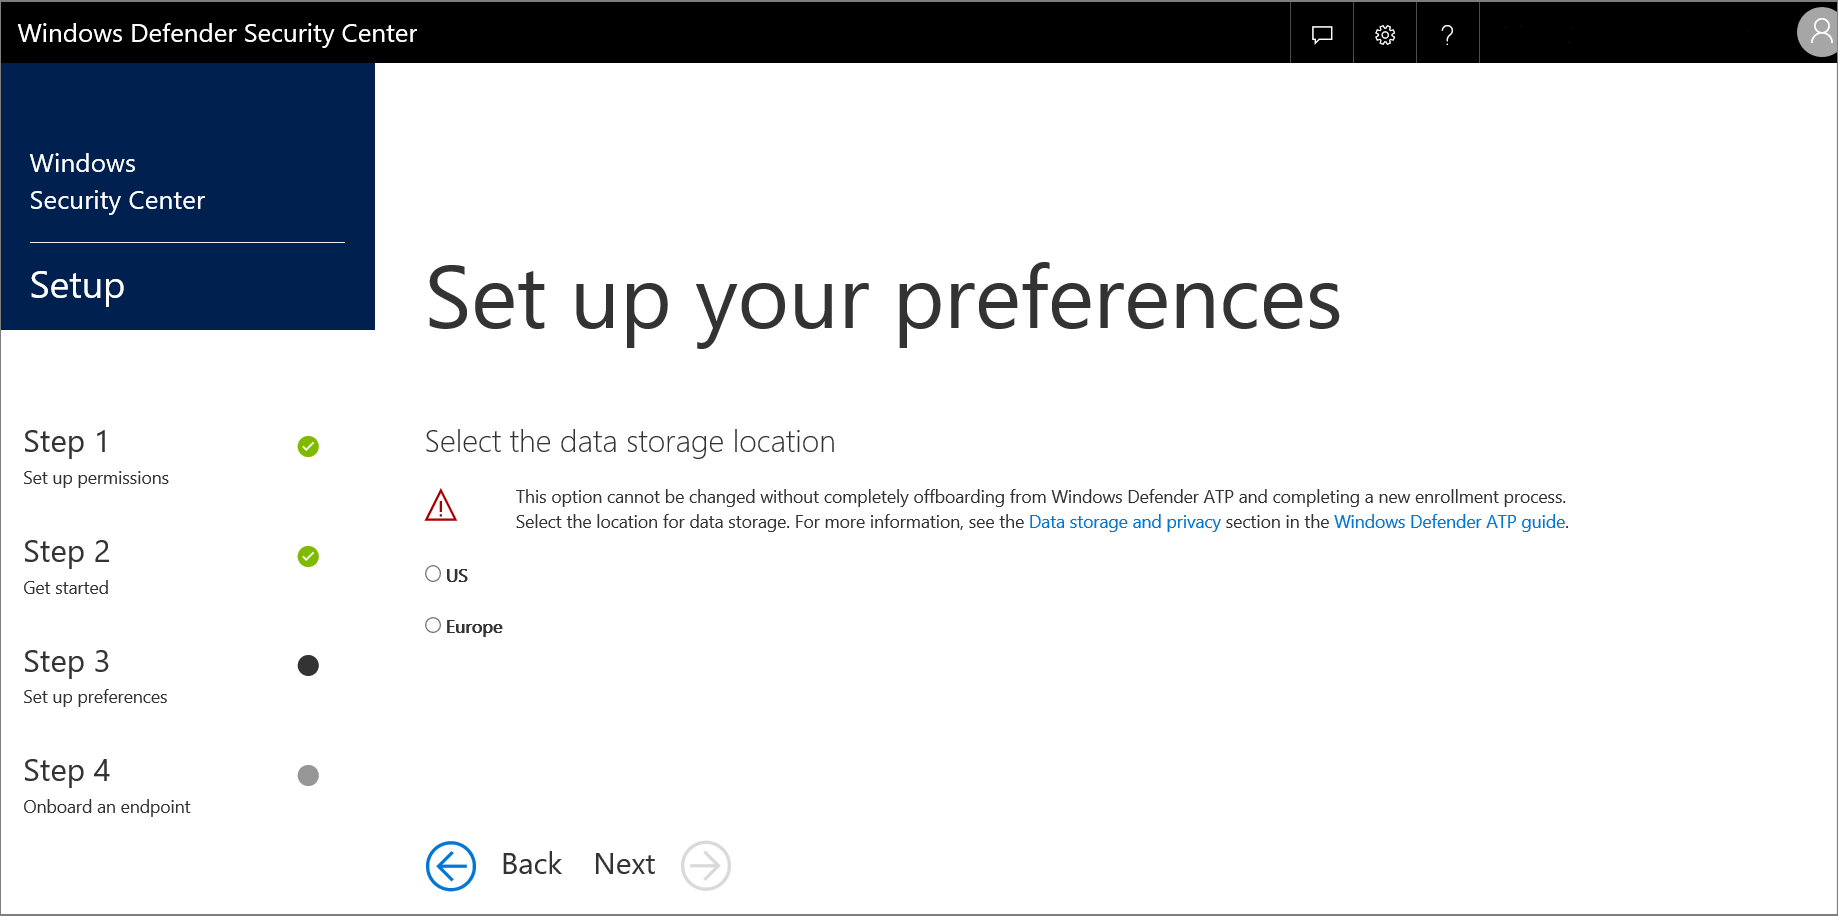 Windows Defender Security Center
?
Windows
Security Center
Setup
Set up your preferences
Step 1
Set up permissions
Step 2
Get started
Step 3
Set up preferences
Step 4
Onboard an endpoint
Select the data storage location
This option cannot be changed without completely offboarding from Windows Defender ATP and completing a new enrollment process.
Select the location for data storage. For more information, see the Data storage and privacy section in the Windows Defender ATP guide.
US
Europe
Back Next